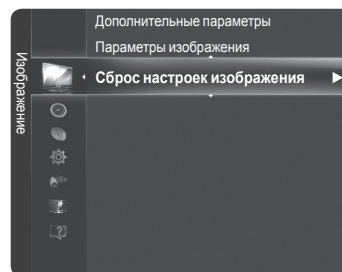 Изображение
Дополнительные параметры
Параметры изображения
Сброс настроек изображения